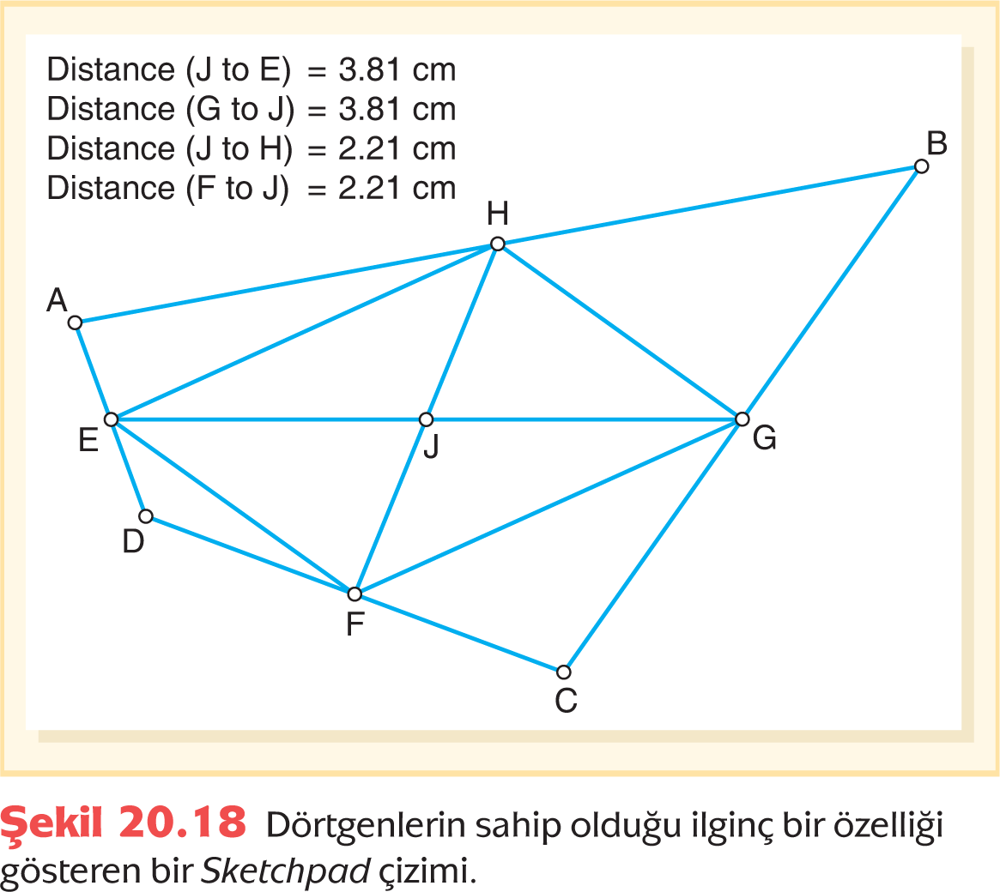 Distance (J to E) = 3.81 cm
Distance (G to J) = 3.81 cm
Distance (J to H) = 2.21 cm
Distance (F to J) = 2.21 cm
B
H
A
E
J
G
D
F
C
Şekil 20.18 Dörtgenlerin sahip olduğu ilginç bir özelliği
gösteren bir Sketchpad çizimi.